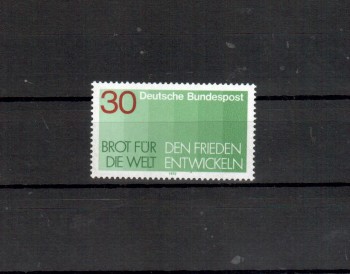 30 Deutsche Bundespost
BROT FÜR DEN FRIEDEN
DIE WELT ENTWICKELN